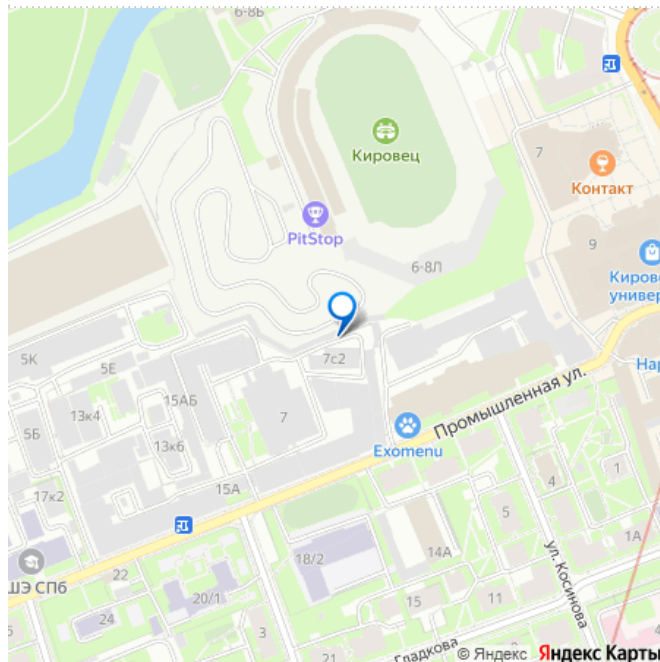 6-8Б
Кировец
7
Контакт
PitStop
9
6-8Л
Киров
универ
5К
5Е
7с2
15АБ
13к4
7
5Б
13к6
Промышленная ул.
Нар
Exomenu
15А
17к2
4
1
5
ШЭ СПб
22
18/2
14А
1А
ул. Косинова
24
20/1
15
11
3
21
Гладкова
© Яндекс Яндекс Карты